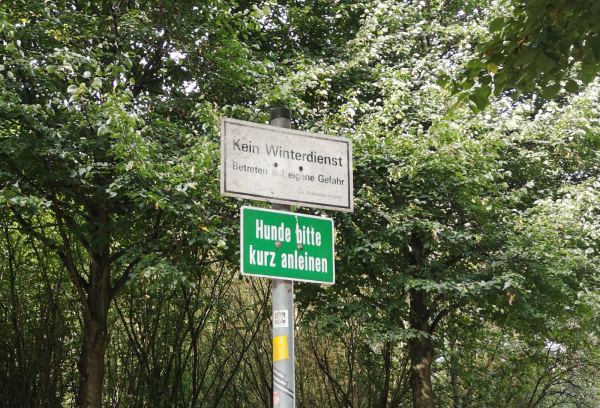 Kein Winterdienst
Betreten auf eigene Gefahr
Hunde bitte
kurz anleinen